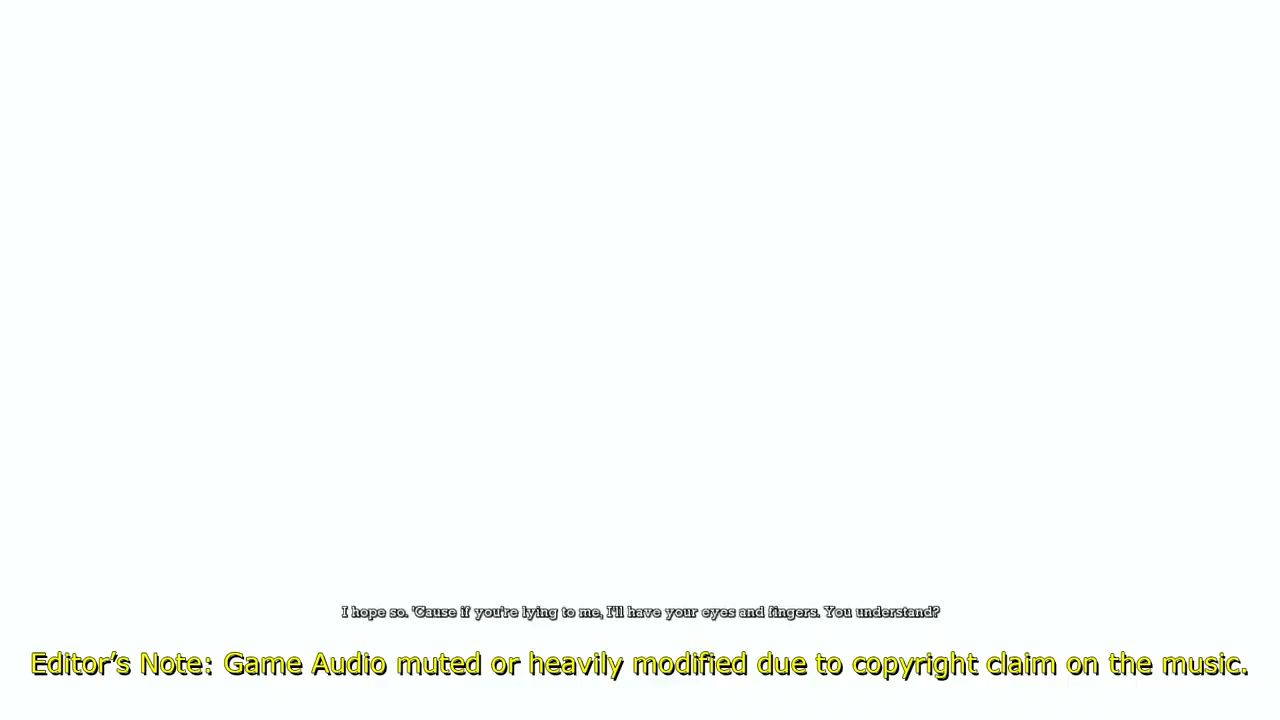 I hope so. 'Cause if you're lying to me, I'll have your eyes and fingers. You understand?
Editor’s Note: Game Audio muted or heavily modified due to copyright claim on the music.